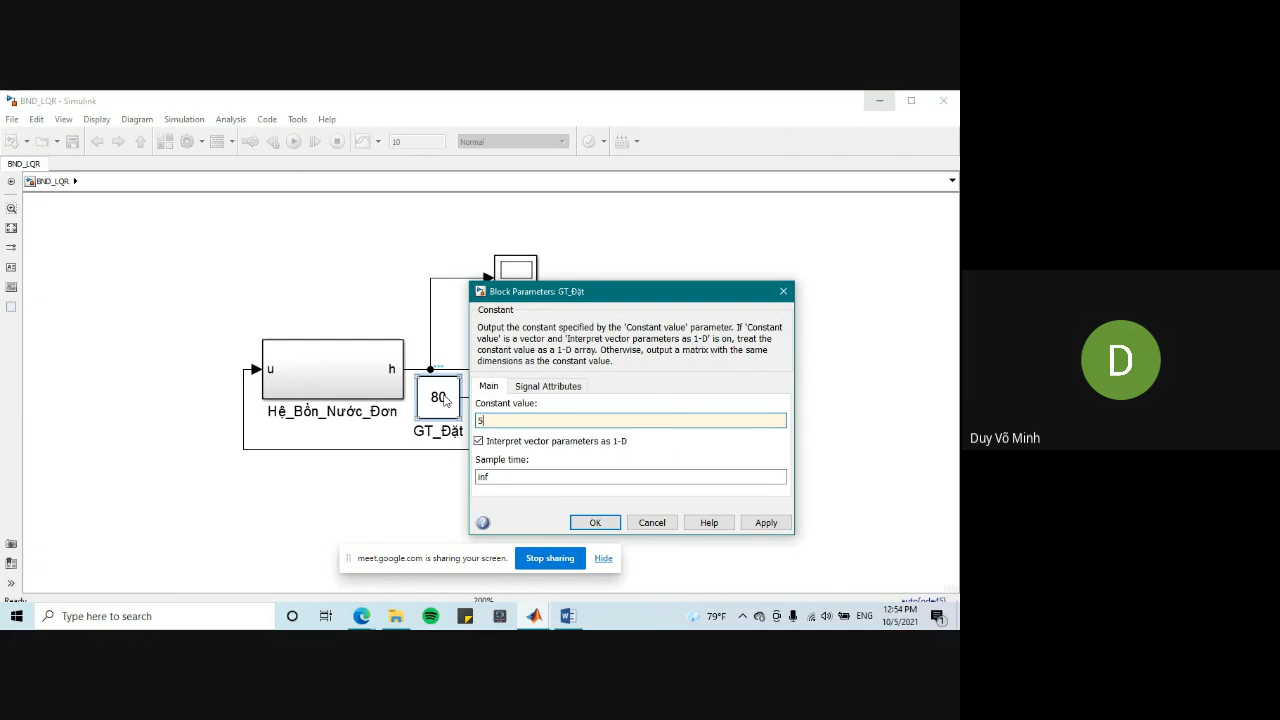 BND_LQR - Simulink
File Edit View Display Diagram Simulation Analysis Code Tools Help
10 Normal
BND_LQR
BND_LQR
Block Parameters: GT_Đặt
Constant
Output the constant specified by the 'Constant value' parameter. If 'Constant
value' is a vector and 'Interpret vector parameters as 1-D' is on, treat the
constant value as a 1-D array. Otherwise, output a matrix with the same
dimensions as the constant value.
Main Signal Attributes
Constant value:
5
Interpret vector parameters as 1-D
Sample time:
inf
OK Cancel Help Apply
u h
Hệ_Bồn_Nước_Đơn
80
GT_Đặt
meet.google.com is sharing your screen. Stop sharing Hide
Ready 200% auto(ode45)
Type here to search
79°F ENG
12:54 PM
10/5/2021
1
D
Duy Võ Minh